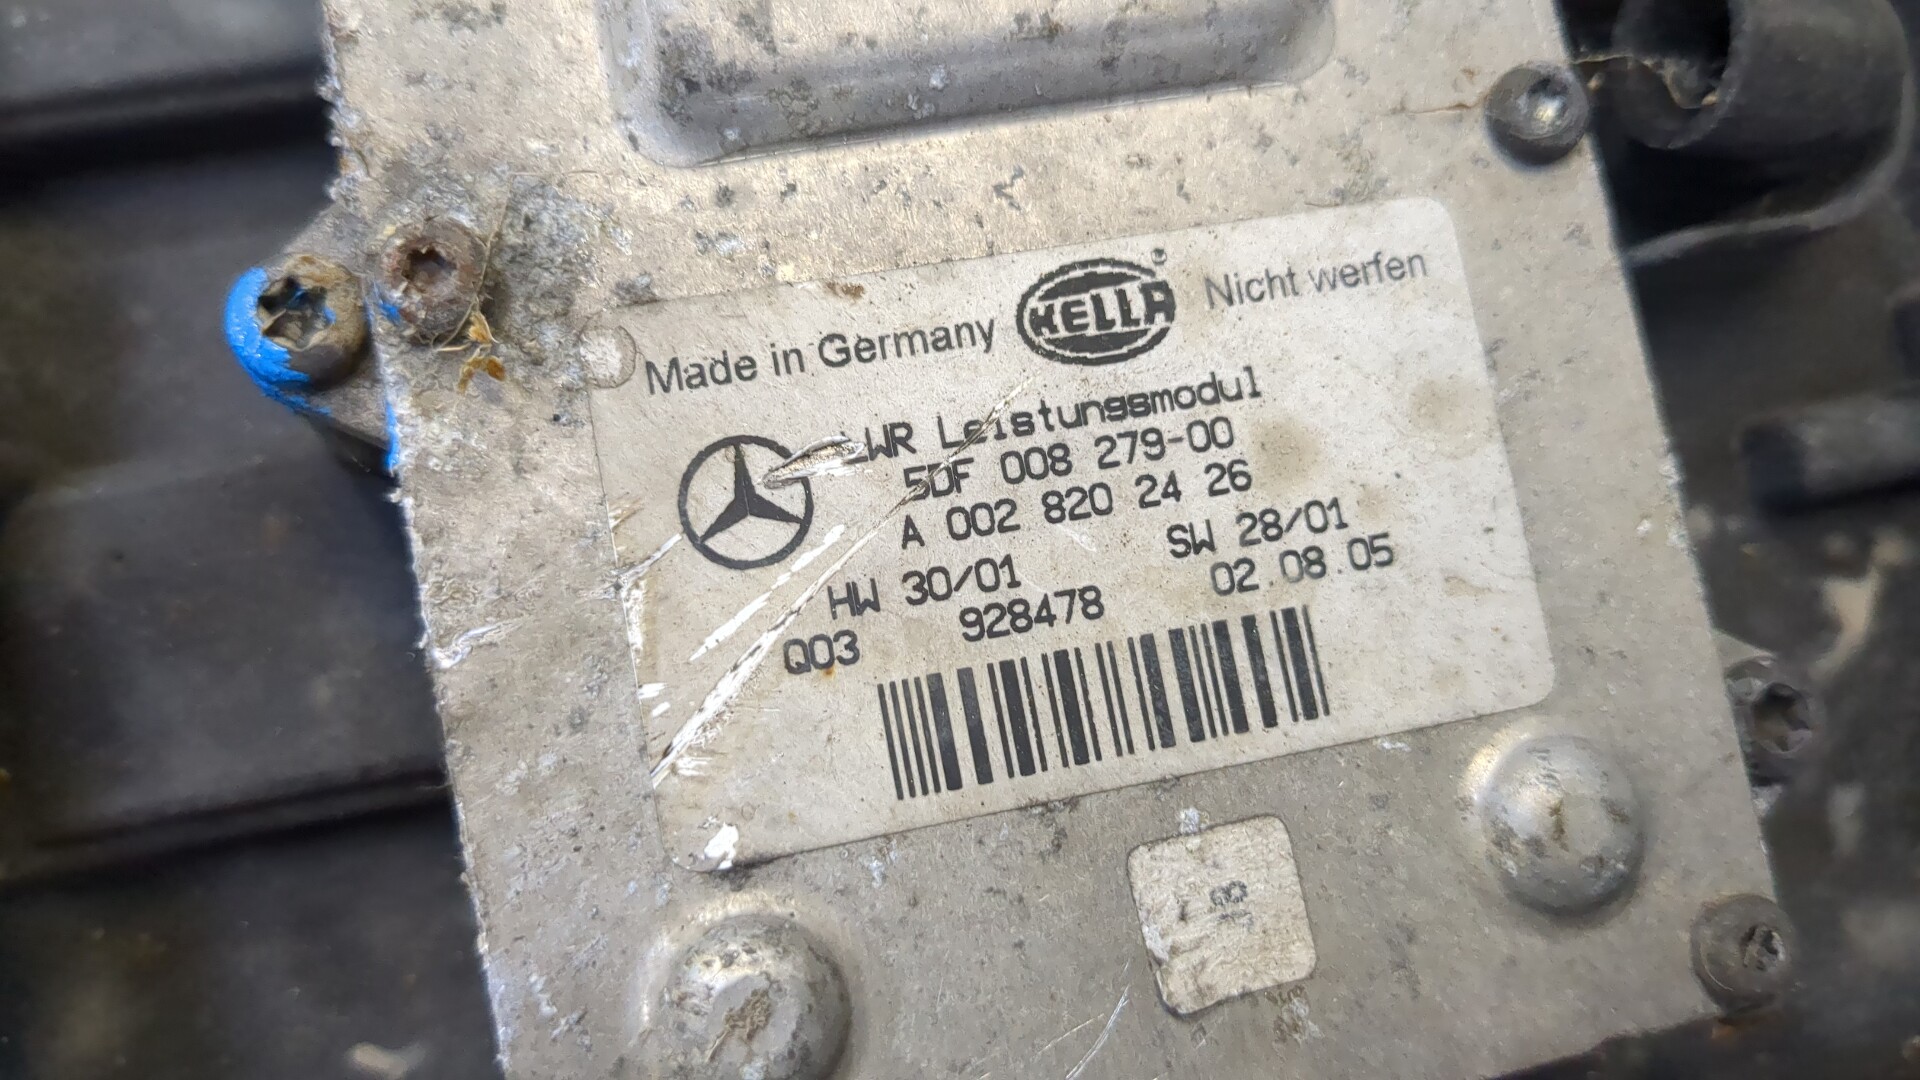 Made in Germany HELLA® Nicht werfen
LWR Leistungsmodul
5DF 008 279-00
A 002 820 24 26
HW 30/01 SW 28/01
Q03 928478 02.08.05